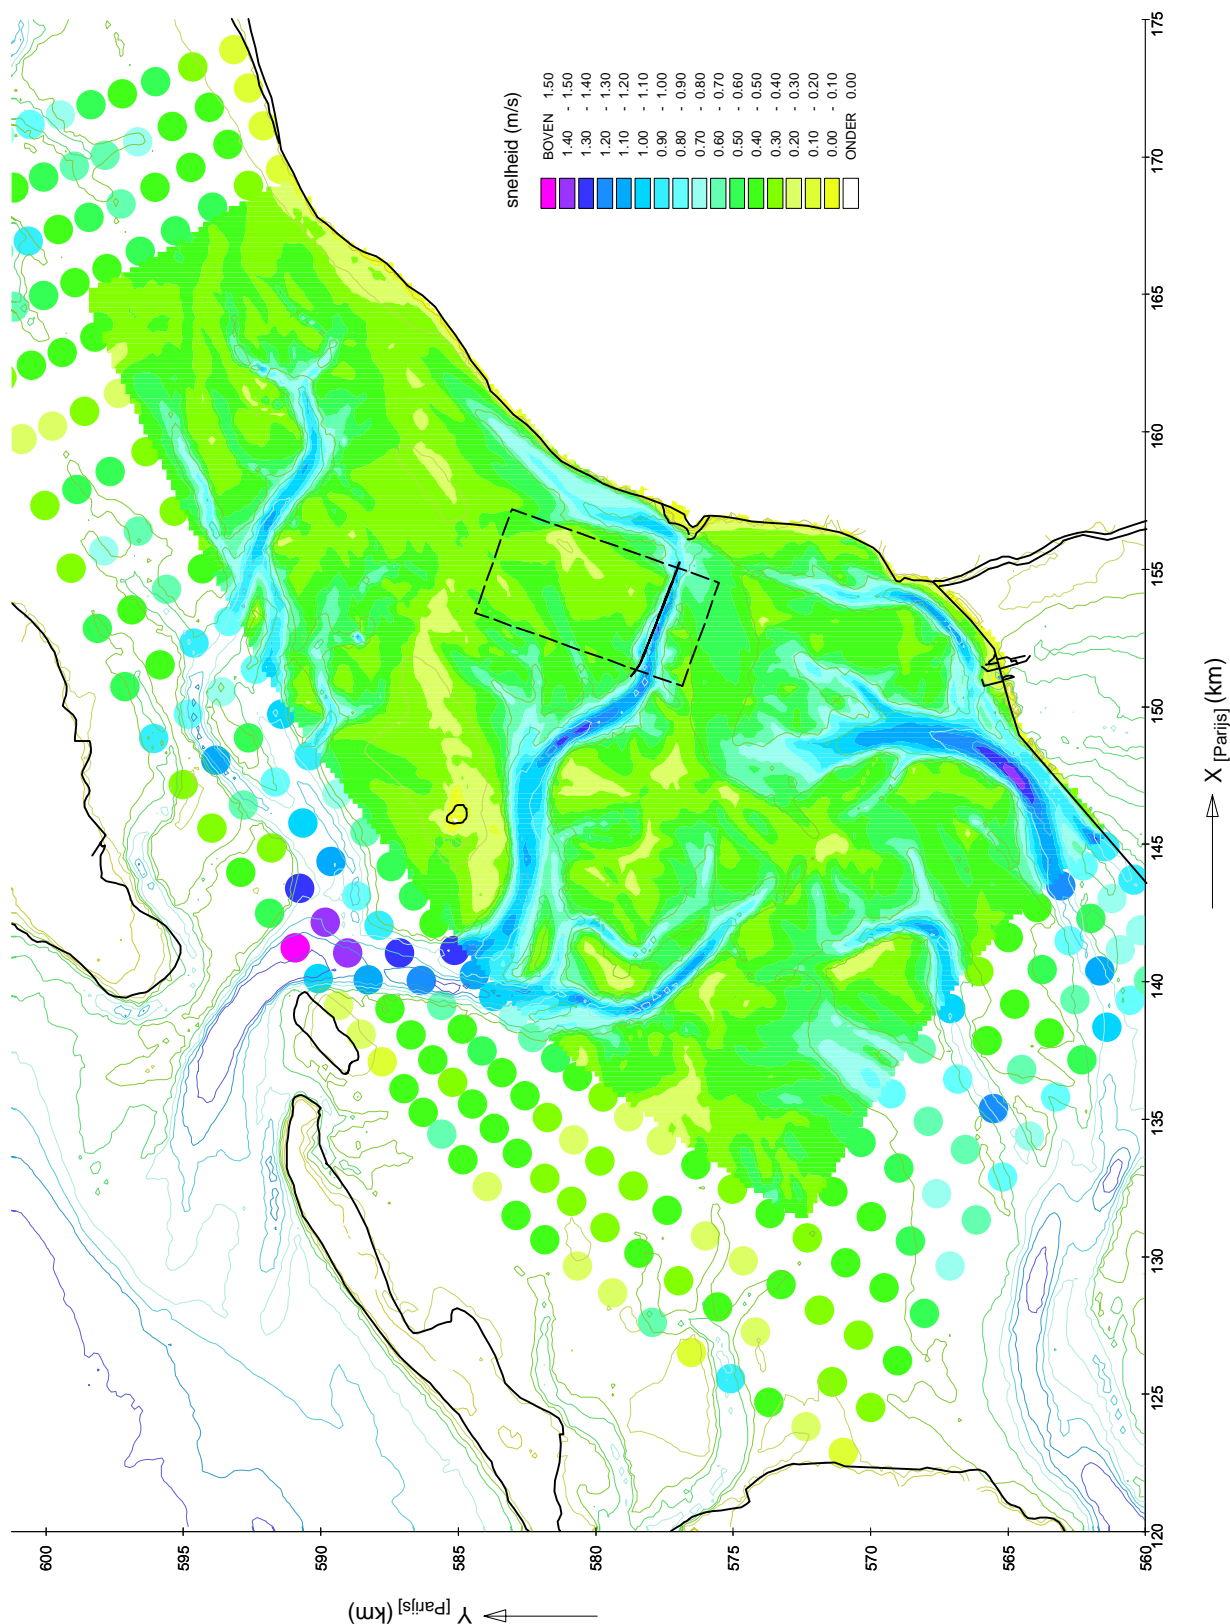 snelheid (m/s)
BOVEN 1.50
1.40 - 1.50
1.30 - 1.40
1.20 - 1.30
1.10 - 1.20
1.00 - 1.10
0.90 - 1.00
0.80 - 0.90
0.70 - 0.80
0.60 - 0.70
0.50 - 0.60
0.40 - 0.50
0.30 - 0.40
0.20 - 0.30
0.10 - 0.20
0.00 - 0.10
ONDER 0.00
600
595
590
585
580
575
570
565
560
Y [Parijs] (km)
120
125
130
135
140
145
150
155
160
165
170
175
X [Parijs] (km)